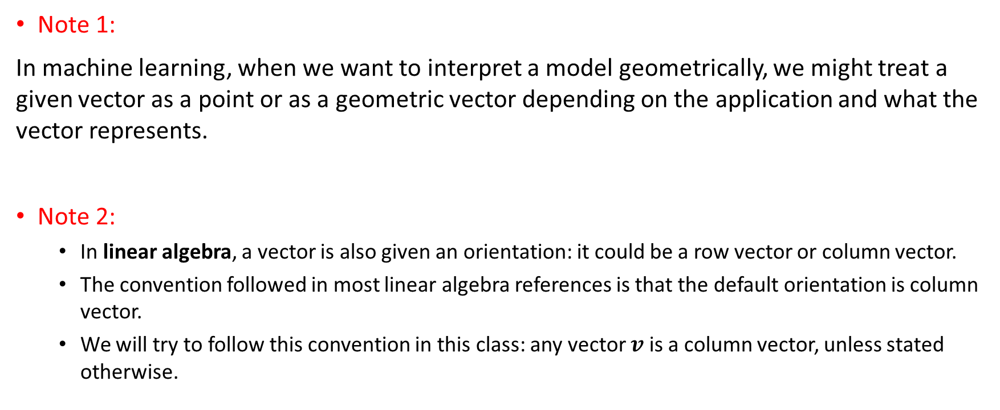 • Note 1:
In machine learning, when we want to interpret a model geometrically, we might treat a
given vector as a point or as a geometric vector depending on the application and what the
vector represents.
• Note 2:
• In linear algebra, a vector is also given an orientation: it could be a row vector or column vector.
• The convention followed in most linear algebra references is that the default orientation is column
vector.
• We will try to follow this convention in this class: any vector 𝒗 is a column vector, unless stated
otherwise.